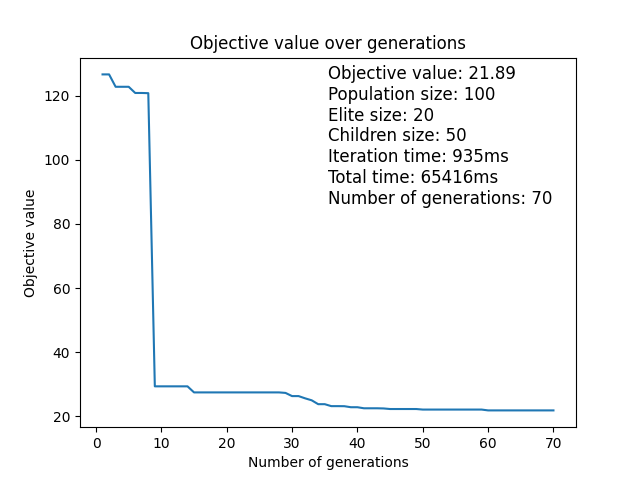 Objective value over generations
Objective value: 21.89
Population size: 100
Elite size: 20
Children size: 50
Iteration time: 935ms
Total time: 65416ms
Number of generations: 70
Objective value
120
100
80
60
40
20
0 10 20 30 40 50 60 70
Number of generations